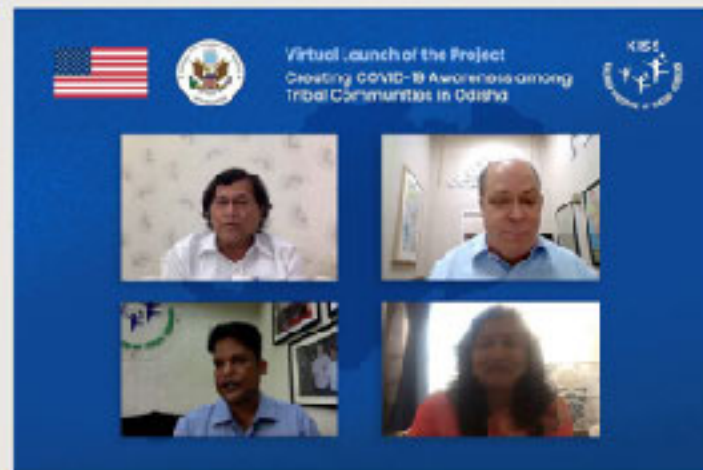 Virtual Launch of the Project
Creating COVID-19 Awareness among
Tribal Communities in Odisha
KISS